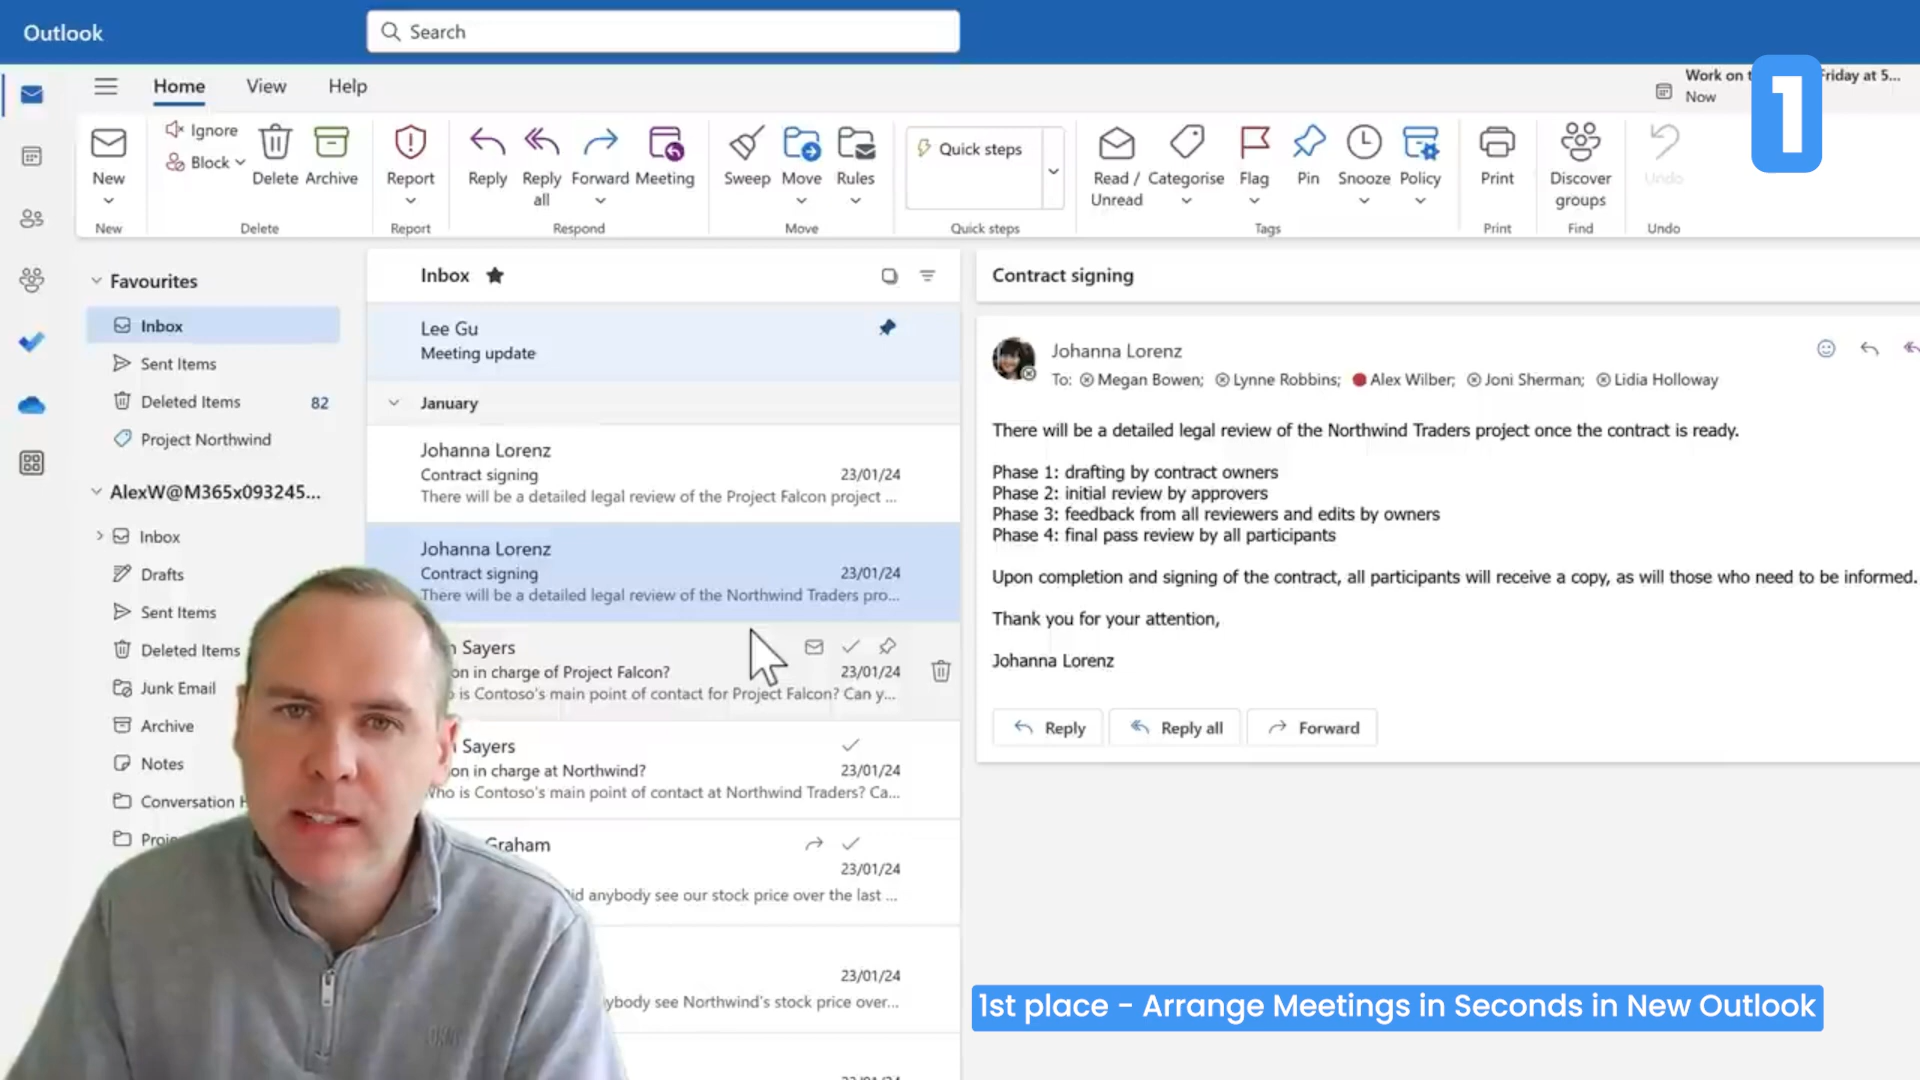 Outlook
Search
Home
View
Help
Work on
Friday at 5...
Now
1
New
Ignore
Block
Delete
Archive
Report
Reply
Reply all
Forward
Meeting
Sweep
Move
Rules
Quick steps
Read / Unread
Categorise
Flag
Pin
Snooze
Policy
Print
Discover groups
Undo
New
Delete
Report
Respond
Move
Quick steps
Tags
Print
Find
Undo
Favourites
Inbox
Sent Items
Deleted Items 82
Project Northwind
AlexW@M365x093245...
Inbox
Drafts
Sent Items
Deleted Items
Junk Email
Archive
Notes
Conversation
Inbox
Lee Gu
Meeting update
January
Johanna Lorenz
Contract signing 23/01/24
There will be a detailed legal review of the Project Falcon project ...
Johanna Lorenz
Contract signing 23/01/24
There will be a detailed legal review of the Northwind Traders pro...
Sayers
on in charge of Project Falcon? 23/01/24
is Contoso's main point of contact for Project Falcon? Can y...
Sayers
on in charge at Northwind? 23/01/24
Who is Contoso's main point of contact at Northwind Traders? Ca...
Graham
23/01/24
anybody see our stock price over the last ...
23/01/24
see Northwind's stock price over...
Contract signing
Johanna Lorenz
To: Megan Bowen; Lynne Robbins; Alex Wilber; Joni Sherman; Lidia Holloway
There will be a detailed legal review of the Northwind Traders project once the contract is ready.
Phase 1: drafting by contract owners
Phase 2: initial review by approvers
Phase 3: feedback from all reviewers and edits by owners
Phase 4: final pass review by all participants
Upon completion and signing of the contract, all participants will receive a copy, as will those who need to be informed.
Thank you for your attention,
Johanna Lorenz
Reply
Reply all
Forward
1st place - Arrange Meetings in Seconds in New Outlook